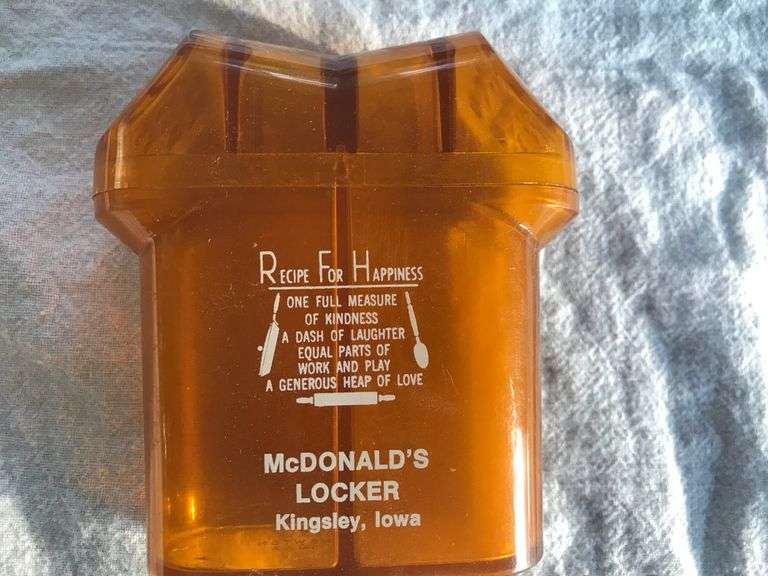 RECIPE FOR HAPPINESS
ONE FULL MEASURE
OF KINDNESS
A DASH OF LAUGHTER
EQUAL PARTS OF
WORK AND PLAY
A GENEROUS HEAP OF LOVE
McDONALD'S
LOCKER
Kingsley, Iowa